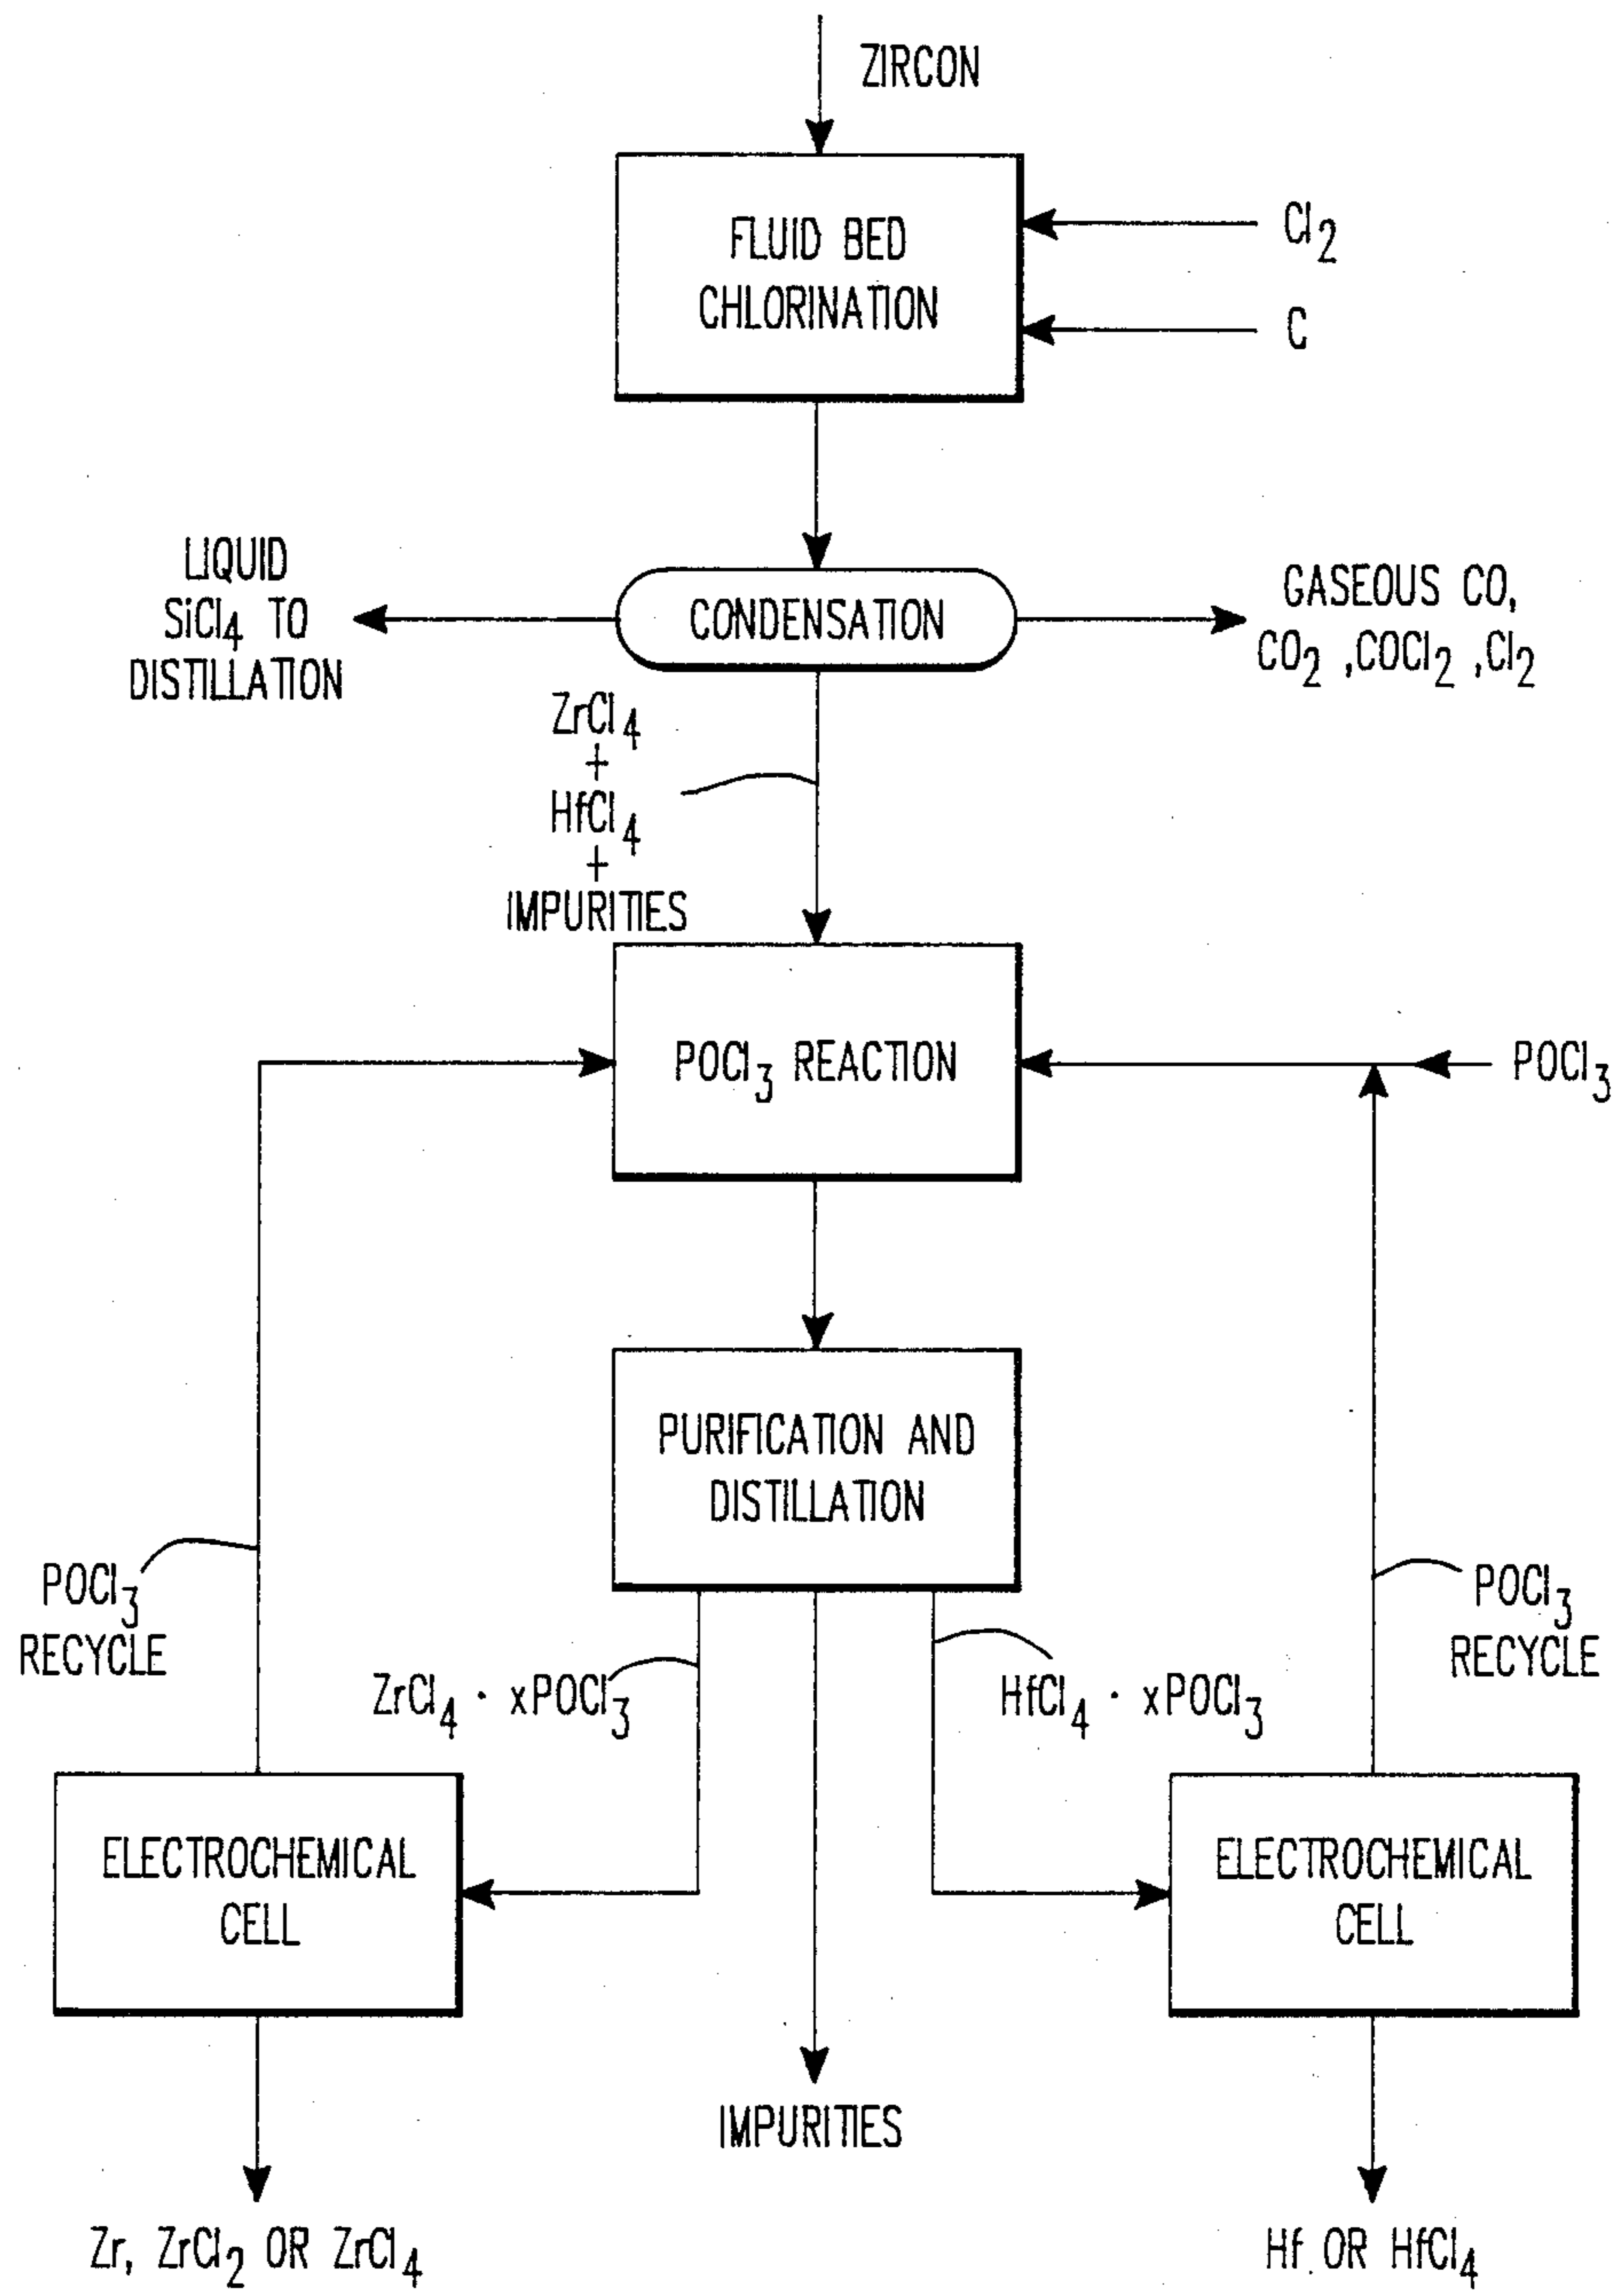 ZIRCON
FLUID BED
CHLORINATION
Cl2
C
LIQUID
SiCl4 TO
DISTILLATION
CONDENSATION
GASEOUS CO,
CO2 ,COCl2 ,Cl2
ZrCl4
+
HfCl4
+
IMPURITIES
POCl3 REACTION
POCl3
PURIFICATION AND
DISTILLATION
POCl3
RECYCLE
ZrCl4 · xPOCl3
HfCl4 · xPOCl3
POCl3
RECYCLE
ELECTROCHEMICAL
CELL
ELECTROCHEMICAL
CELL
IMPURITIES
Zr, ZrCl2 OR ZrCl4
Hf OR HfCl4